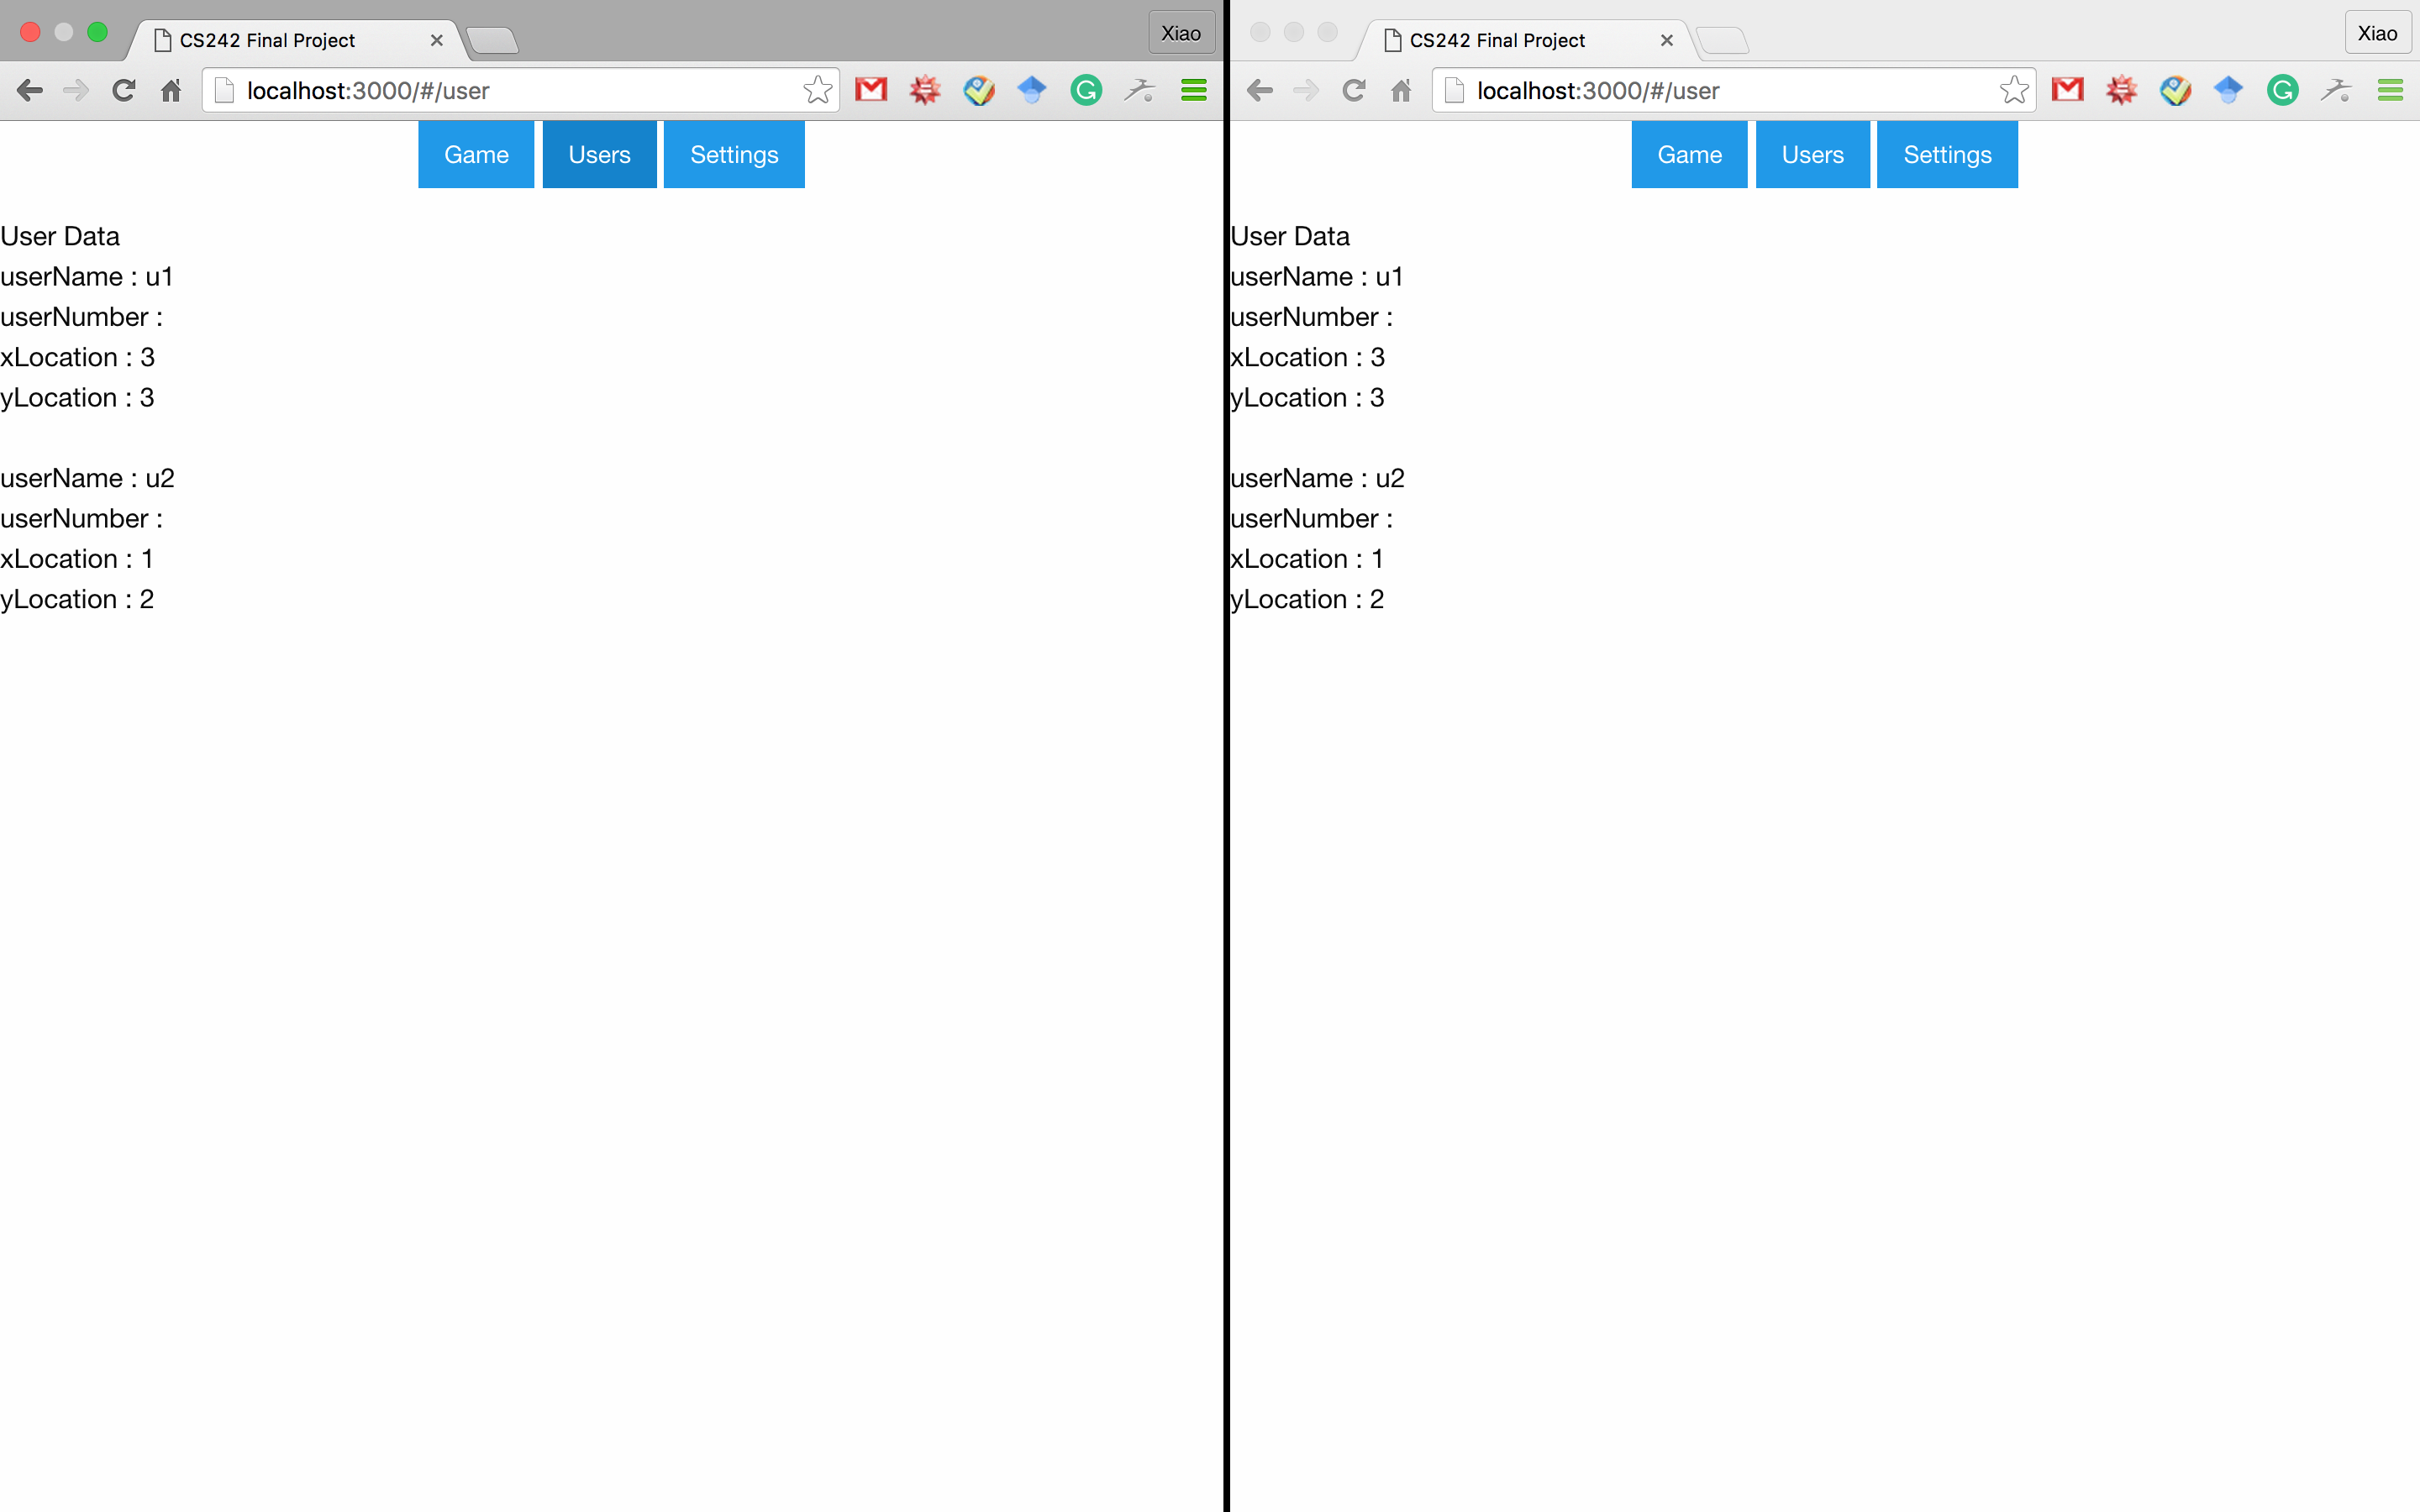 CS242 Final Project
Xiao
localhost:3000/#/user
Game Users Settings
User Data
userName : u1
userNumber :
xLocation : 3
yLocation : 3
userName : u2
userNumber :
xLocation : 1
yLocation : 2
CS242 Final Project
Xiao
localhost:3000/#/user
Game Users Settings
User Data
userName : u1
userNumber :
xLocation : 3
yLocation : 3
userName : u2
userNumber :
xLocation : 1
yLocation : 2